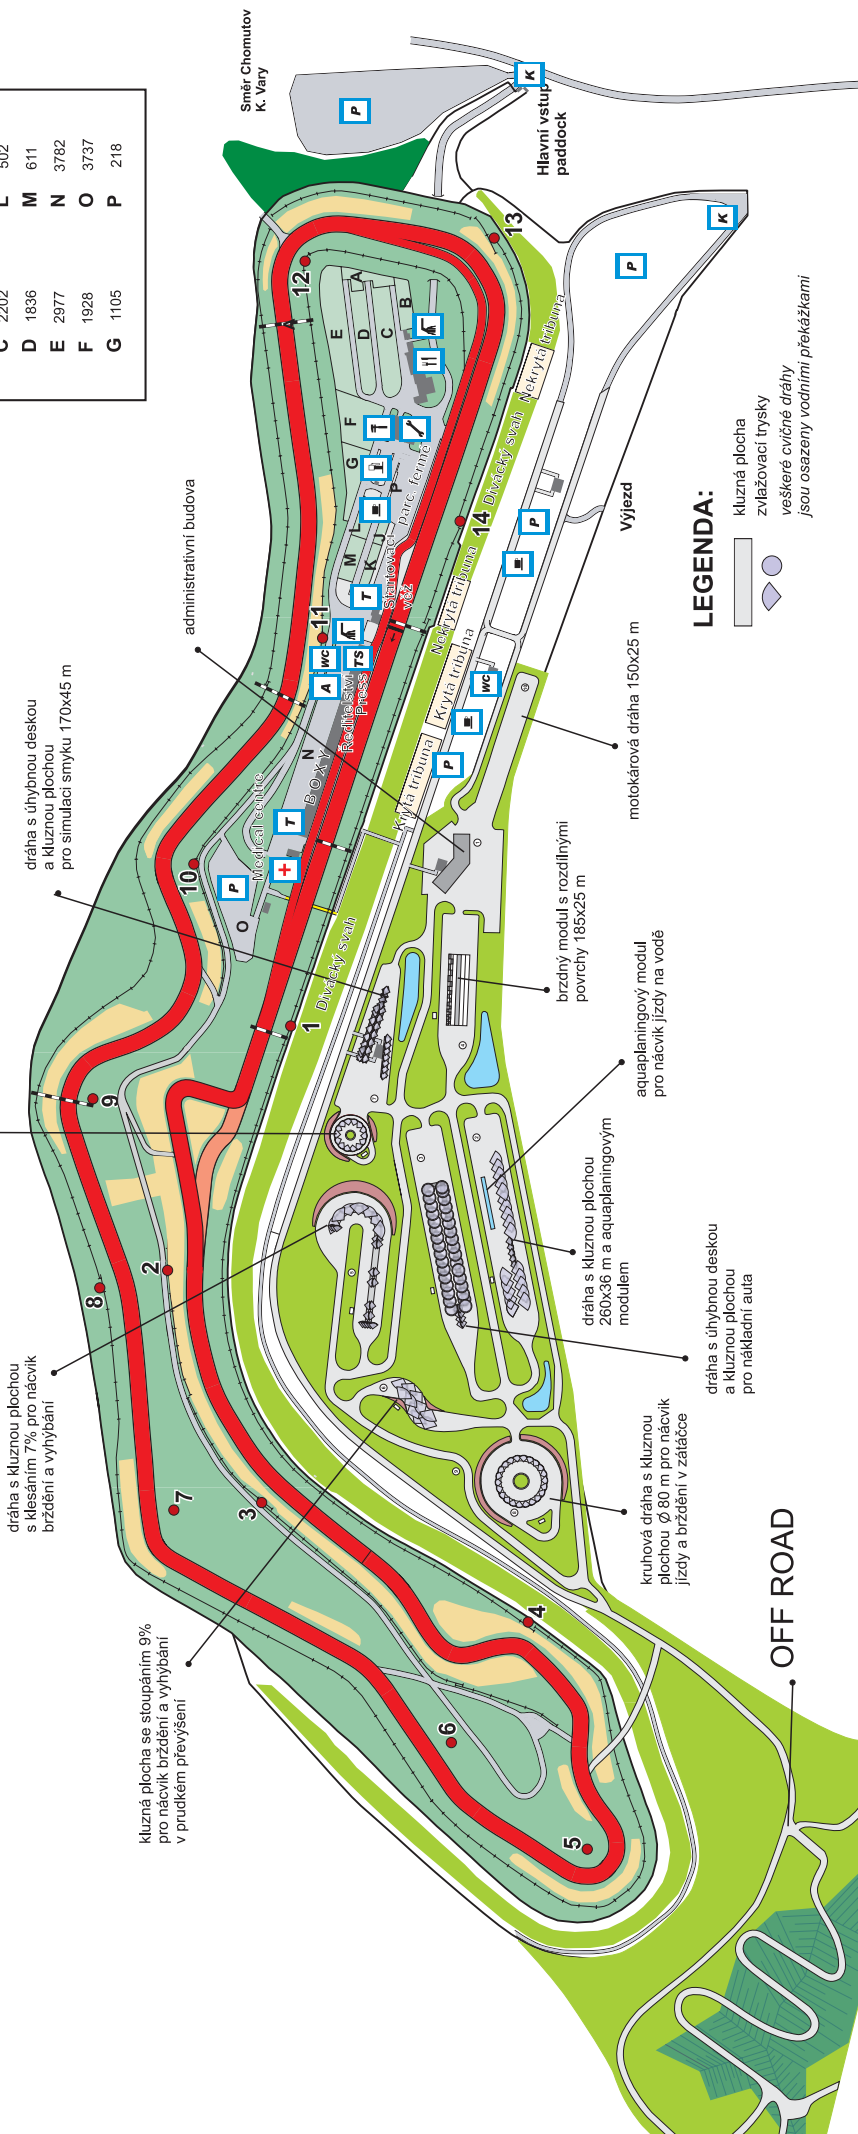 C 2202 L 502
D 1836 M 611
E 2977 N 3782
F 1928 O 3737
G 1105 P 218
Směr Chomutov
K. Vary
P
K
Hlavní vstup
paddock
P
K
12
13
A
B
C
D
E
F
G
P
L
J
M
K
parc. fermé
Startovací
věž
T
11
WC
TS
A
Ředitelství
Press
N
BOXY
T
Medical centre
P
O
10
14
Nekrytá tribuna
Divácký svah
Nekrytá tribuna
Krytá tribuna
Krytá tribuna
Divácký svah
P
WC
P
Výjezd
1
9
2
8
7
3
4
6
5
administrativní budova
dráha s úhybnou deskou
a kluznou plochou
pro simulaci smyku 170x45 m
dráha s kluznou plochou
s klesáním 7% pro nácvik
brždění a vyhýbání
kluzná plocha se stoupáním 9%
pro nácvik brždění a vyhýbání
v prudkém převýšení
motokárová dráha 150x25 m
brzdný modul s rozdílnými
povrchy 185x25 m
aquaplaningový modul
pro nácvik jízdy na vodě
dráha s kluznou plochou
260x36 m a aquaplaningovým
modulem
dráha s úhybnou deskou
a kluznou plochou
pro nákladní auta
kruhová dráha s kluznou
plochou Ø 80 m pro nácvik
jízdy a brždění v zatáčce
OFF ROAD
LEGENDA:
kluzná plocha
zvlažovací trysky
veškeré cvičné dráhy
jsou osazeny vodními překážkami